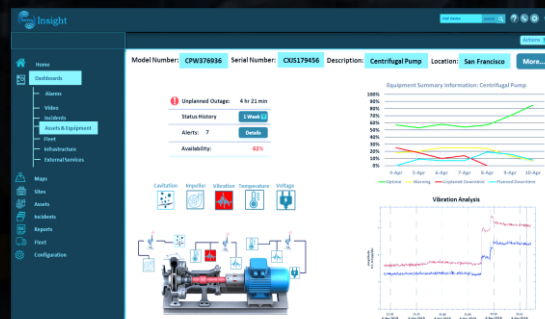 Insight
Actions
Model Number: CPW376936 Serial Number: CXJS179456 Description: Centrifugal Pump Location: San Francisco More...
Home
Dashboards
Alarms
Video
Incidents
Assets & Equipment
Fleet
Infrastructure
External Services
Maps
Sites
Assets
Incidents
Reports
Fleet
Configuration
Unplanned Outage: 4 hr 21 min
Status History 1 Week
Alerts: 7 Details
Availability: 62%
Cavitation Impeller Vibration Temperature Voltage
Equipment Summary Information: Centrifugal Pump
100%
90%
80%
70%
60%
50%
40%
30%
20%
10%
0%
4-Apr 5-Apr 6-Apr 7-Apr 8-Apr 9-Apr 10-Apr
Uptime Warning Unplanned Downtime Planned Downtime
Vibration Analysis